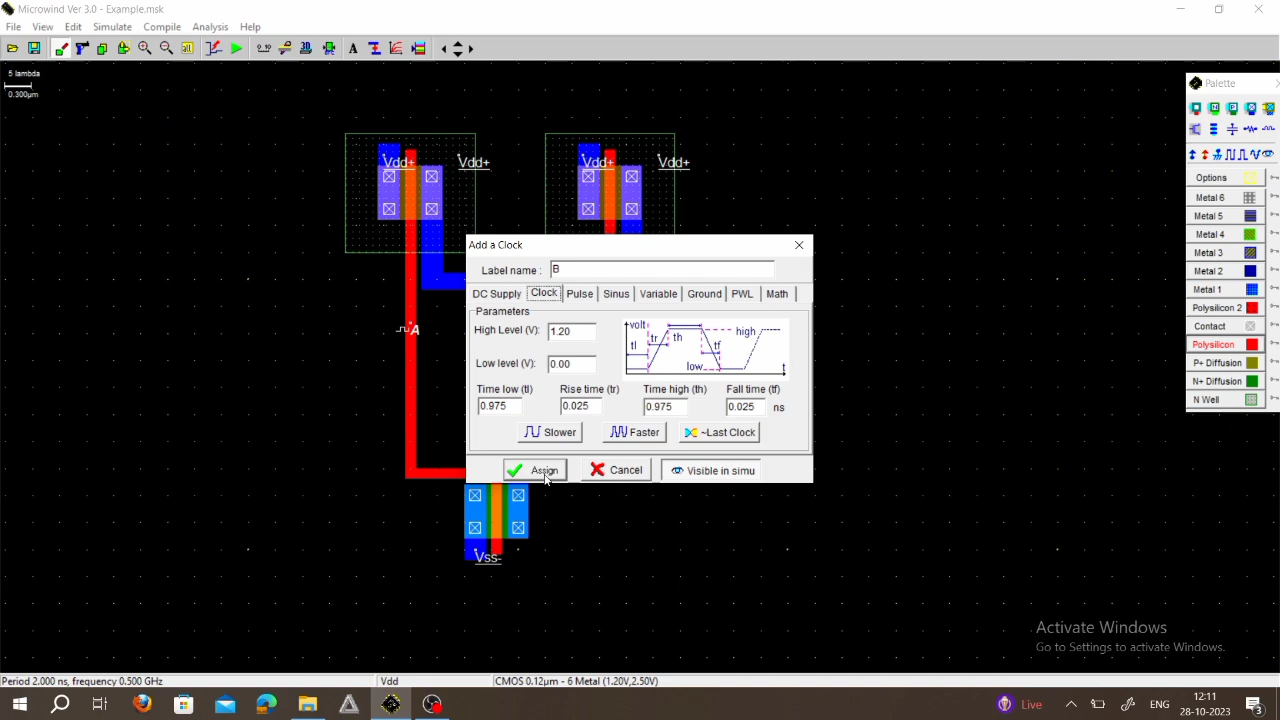 Microwind Ver 3.0 - Example.msk
File View Edit Simulate Compile Analysis Help
5 lambda
0.300µm
Palette
Vdd+ Vdd+ Vdd+ Vdd+
Options
Metal 6
Metal 5
Metal 4
Metal 3
Metal 2
Metal 1
Polysilicon 2
Contact
Polysilicon
P+ Diffusion
N+ Diffusion
N Well
A
Add a Clock
Label name : B
DC Supply Clock Pulse Sinus Variable Ground PWL Math
Parameters
High Level (V): 1.20
Low level (V): 0.00
volt tl tr th tf high low t
Time low (tl) Rise time (tr) Time high (th) Fall time (tf)
0.975 0.025 0.975 0.025 ns
Slower Faster ~Last Clock
Assign Cancel Visible in simu
Vss-
Activate Windows
Go to Settings to activate Windows.
Period 2.000 ns, frequency 0.500 GHz Vdd CMOS 0.12µm - 6 Metal (1.20V,2.50V)
Live ENG 12:11
28-10-2023 3